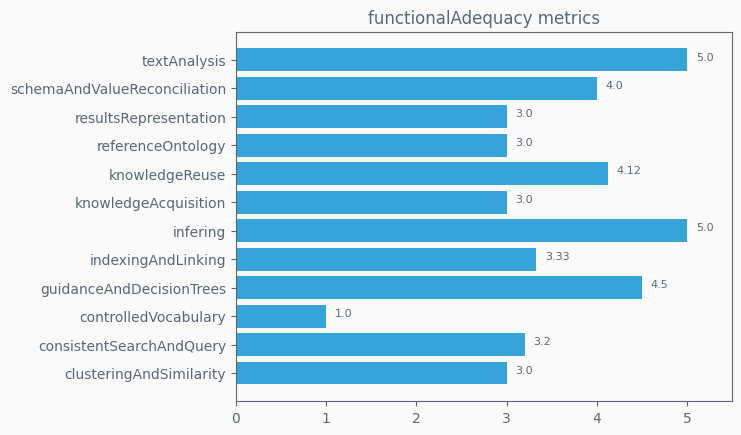 functionalAdequacy metrics
textAnalysis 5.0
schemaAndValueReconciliation 4.0
resultsRepresentation 3.0
referenceOntology 3.0
knowledgeReuse 4.12
knowledgeAcquisition 3.0
infering 5.0
indexingAndLinking 3.33
guidanceAndDecisionTrees 4.5
controlledVocabulary 1.0
consistentSearchAndQuery 3.2
clusteringAndSimilarity 3.0
0 1 2 3 4 5